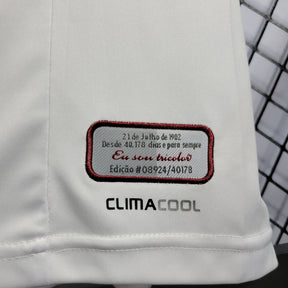 21 de Julho de 1902
Desde 40.178 dias e para sempre
Eu sou tricolor
Edição #08924/40178
CLIMACOOL